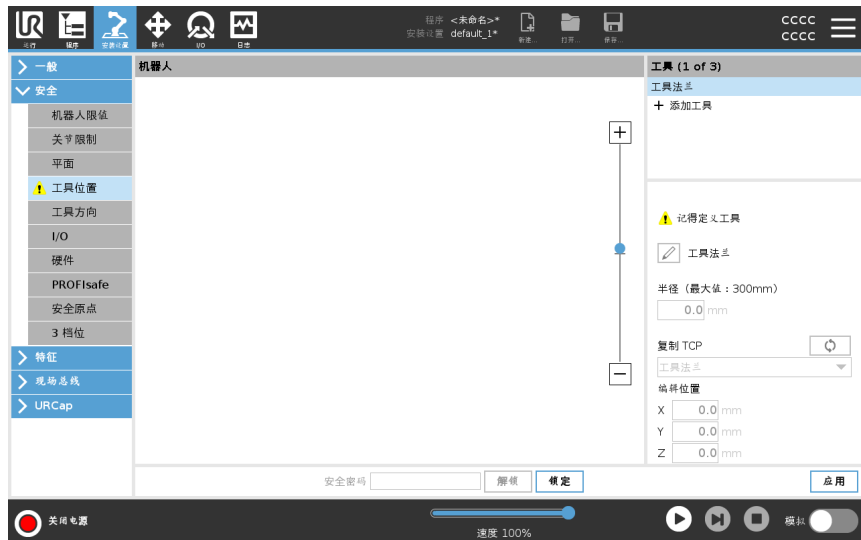 程序 <未命名>*
安装设置 default_1*
新建...
打开...
保存...
cccc
cccc
运行
程序
安装设置
移动
I/O
日志
一般
安全
机器人限值
关节限制
平面
工具位置
工具方向
I/O
硬件
PROFIsafe
安全原点
3 档位
特征
现场总线
URCap
机器人
工具 (1 of 3)
工具法兰
添加工具
记得定义工具
工具法兰
半径（最大值：300mm）
0.0 mm
复制 TCP
工具法兰
编辑位置
X 0.0 mm
Y 0.0 mm
Z 0.0 mm
安全密码
解锁
锁定
应用
关闭电源
速度 100%
模拟